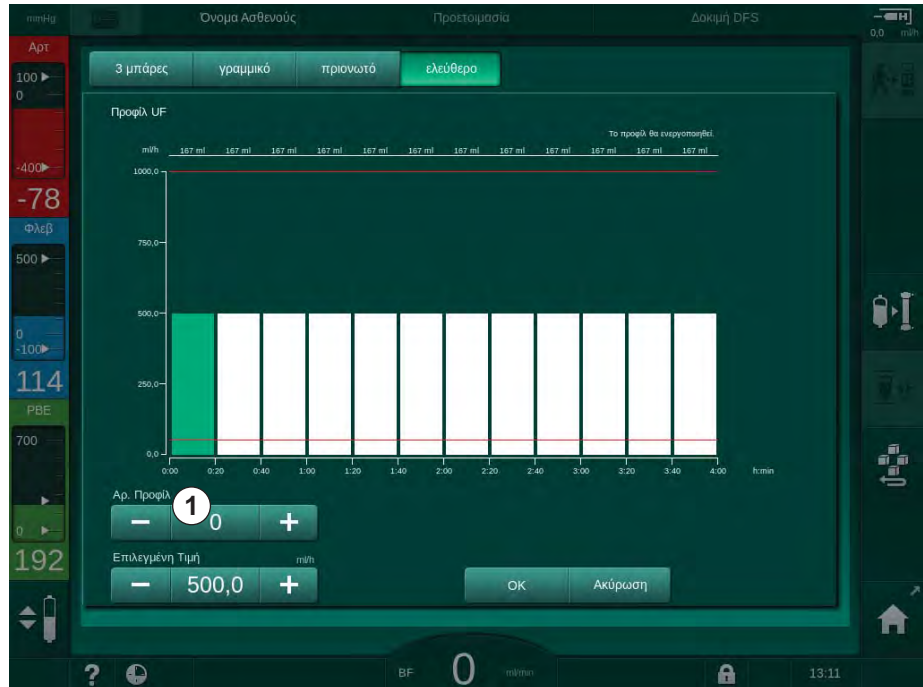 mmHg
Όνομα Ασθενούς
Προετοιμασία
Δοκιμή DFS
0,0 ml/h
Αρτ
100
0
-400
-78
Φλεβ
500
0
-100
114
PBE
700
0
192
3 μπάρες
γραμμικό
πριονωτό
ελεύθερο
Προφίλ UF
Το προφίλ θα ενεργοποιηθεί.
ml/h 167 ml 167 ml 167 ml 167 ml 167 ml 167 ml 167 ml 167 ml 167 ml 167 ml 167 ml 167 ml
1000,0
750,0
500,0
250,0
0,0
0:00 0:20 0:40 1:00 1:20 1:40 2:00 2:20 2:40 3:00 3:20 3:40 4:00 h:min
Αρ. Προφίλ
1
− 0 +
Επιλεγμένη Τιμή ml/h
− 500,0 +
OK
Ακύρωση
?
BF 0 ml/min
13:11